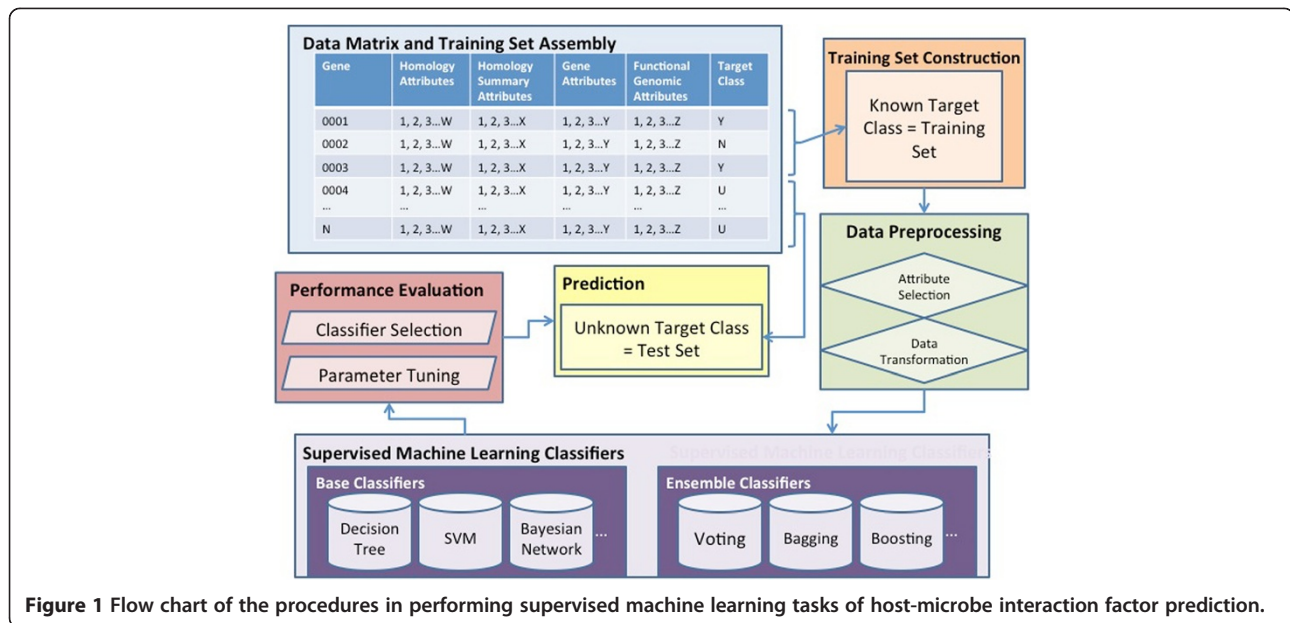 Data Matrix and Training Set Assembly
Gene Homology Attributes Homology Summary Attributes Gene Attributes Functional Genomic Attributes Target Class
0001 1, 2, 3...W 1, 2, 3...X 1, 2, 3...Y 1, 2, 3...Z Y
0002 1, 2, 3...W 1, 2, 3...X 1, 2, 3...Y 1, 2, 3...Z N
0003 1, 2, 3...W 1, 2, 3...X 1, 2, 3...Y 1, 2, 3...Z Y
0004 1, 2, 3...W 1, 2, 3...X 1, 2, 3...Y 1, 2, 3...Z U
... ... ... ... ... ...
N 1, 2, 3...W 1, 2, 3...X 1, 2, 3...Y 1, 2, 3...Z U
Training Set Construction
Known Target
Class = Training
Set
Data Preprocessing
Attribute
Selection
Data
Transformation
Performance Evaluation
Classifier Selection
Parameter Tuning
Prediction
Unknown Target Class
= Test Set
Supervised Machine Learning Classifiers
Supervised Machine Learning Classifiers
Base Classifiers
Decision
Tree
SVM
Bayesian
Network
...
Ensemble Classifiers
Voting
Bagging
Boosting
...
Figure 1 Flow chart of the procedures in performing supervised machine learning tasks of host-microbe interaction factor prediction.